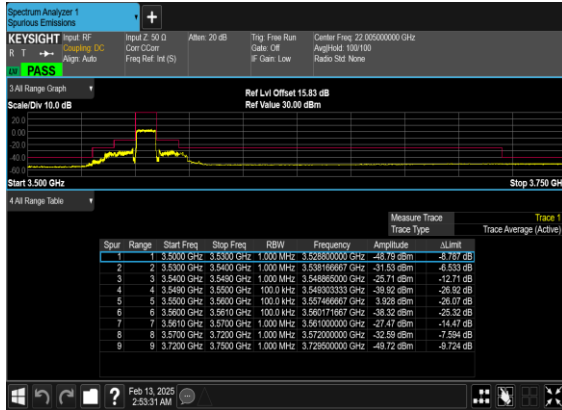 Spectrum Analyzer 1
Spurious Emissions
+
KEYSIGHT Input: RF Input Z: 50 Ω Atten: 20 dB Trig: Free Run Center Freq: 22.005000000 GHz
R T Coupling: DC Corr CCorr Gate: Off Avg|Hold: 100/100
Align: Auto Freq Ref: Int (S) IF Gain: Low Radio Std: None
PASS
3 All Range Graph
Ref Lvl Offset 15.83 dB
Scale/Div 10.0 dB Ref Value 30.00 dBm
20.0
0.00
-20.0
-40.0
-60.0
Start 3.500 GHz Stop 3.750 GH
4 All Range Table
Measure Trace Trace 1
Trace Type Trace Average (Active)
Spur Range Start Freq Stop Freq RBW Frequency Amplitude ΔLimit
1 1 3.5000 GHz 3.5300 GHz 1.000 MHz 3.528800000 GHz -48.79 dBm -8.787 dB
2 2 3.5300 GHz 3.5400 GHz 1.000 MHz 3.538166667 GHz -31.53 dBm -6.533 dB
3 3 3.5400 GHz 3.5490 GHz 1.000 MHz 3.548865000 GHz -25.71 dBm -12.71 dB
4 4 3.5490 GHz 3.5500 GHz 100.0 kHz 3.549303333 GHz -39.92 dBm -26.92 dB
5 5 3.5500 GHz 3.5600 GHz 100.0 kHz 3.557466667 GHz 3.928 dBm -26.07 dB
6 6 3.5600 GHz 3.5610 GHz 100.0 kHz 3.560171667 GHz -38.32 dBm -25.32 dB
7 7 3.5610 GHz 3.5700 GHz 1.000 MHz 3.561000000 GHz -27.47 dBm -14.47 dB
8 8 3.5700 GHz 3.7200 GHz 1.000 MHz 3.572000000 GHz -32.59 dBm -7.594 dB
9 9 3.7200 GHz 3.7500 GHz 1.000 MHz 3.729500000 GHz -49.72 dBm -9.724 dB
? Feb 13, 2025
2:53:31 AM